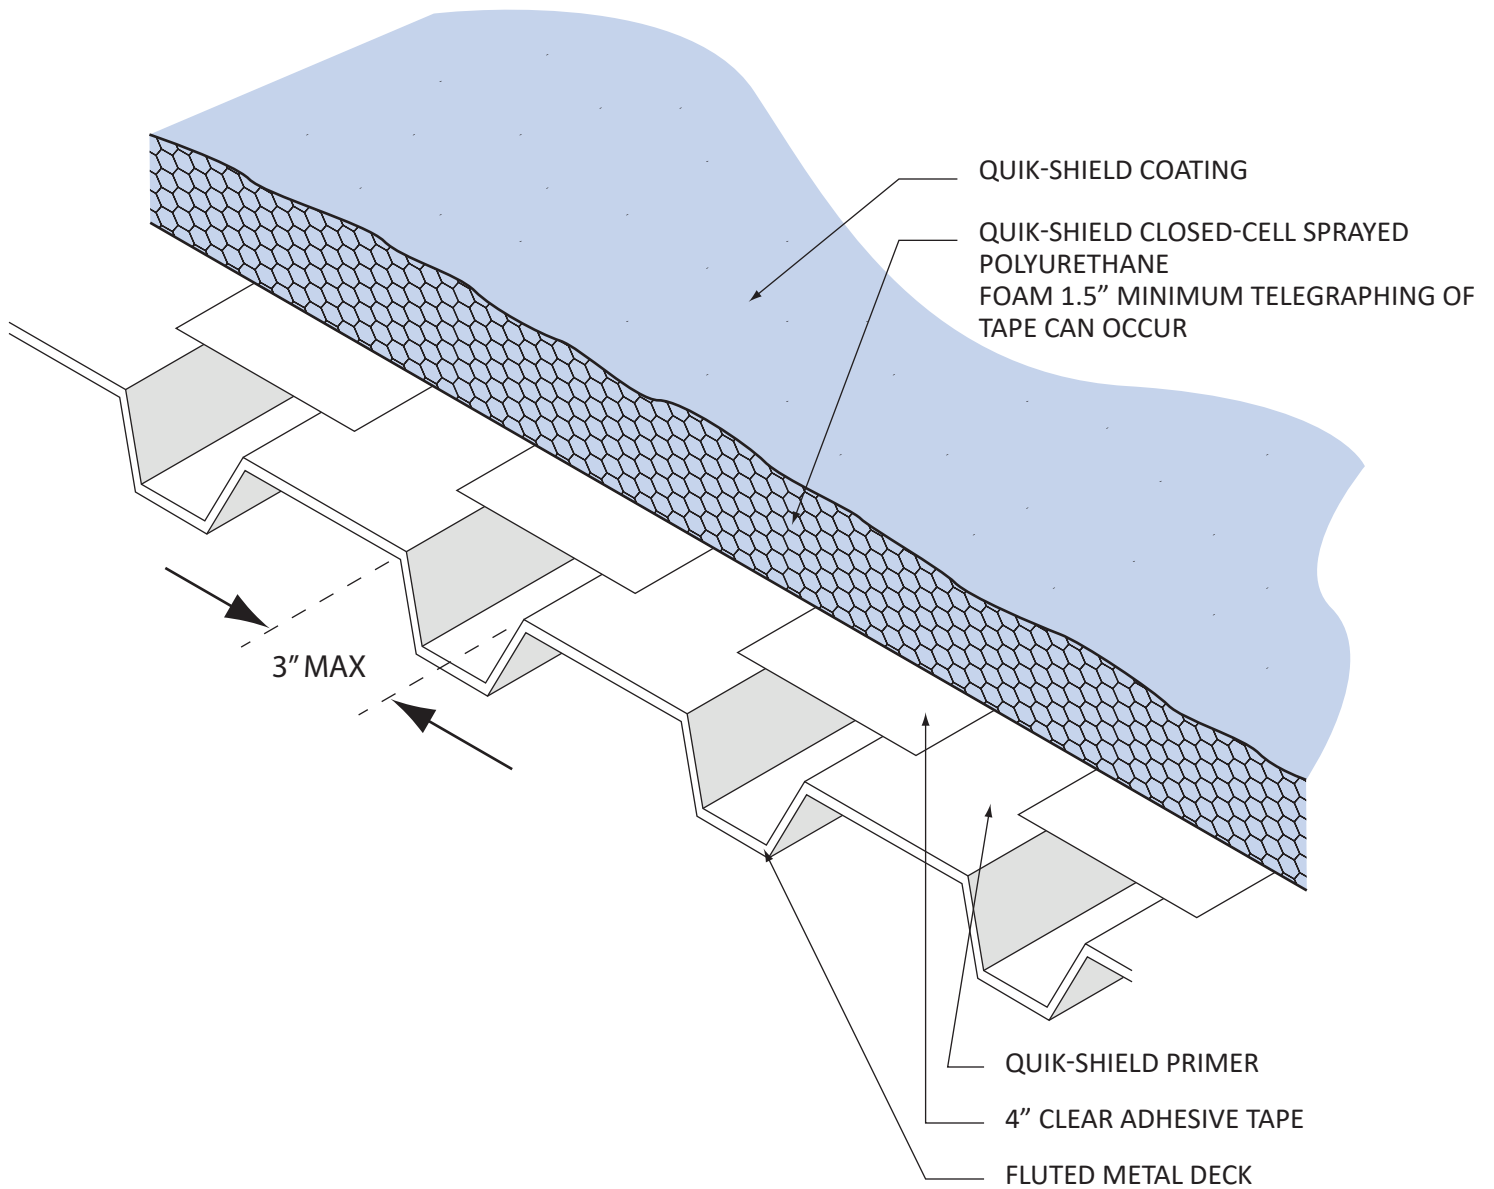 QUIK-SHIELD COATING
QUIK-SHIELD CLOSED-CELL SPRAYED
POLYURETHANE
FOAM 1.5” MINIMUM TELEGRAPHING OF
TAPE CAN OCCUR
3” MAX
QUIK-SHIELD PRIMER
4” CLEAR ADHESIVE TAPE
FLUTED METAL DECK